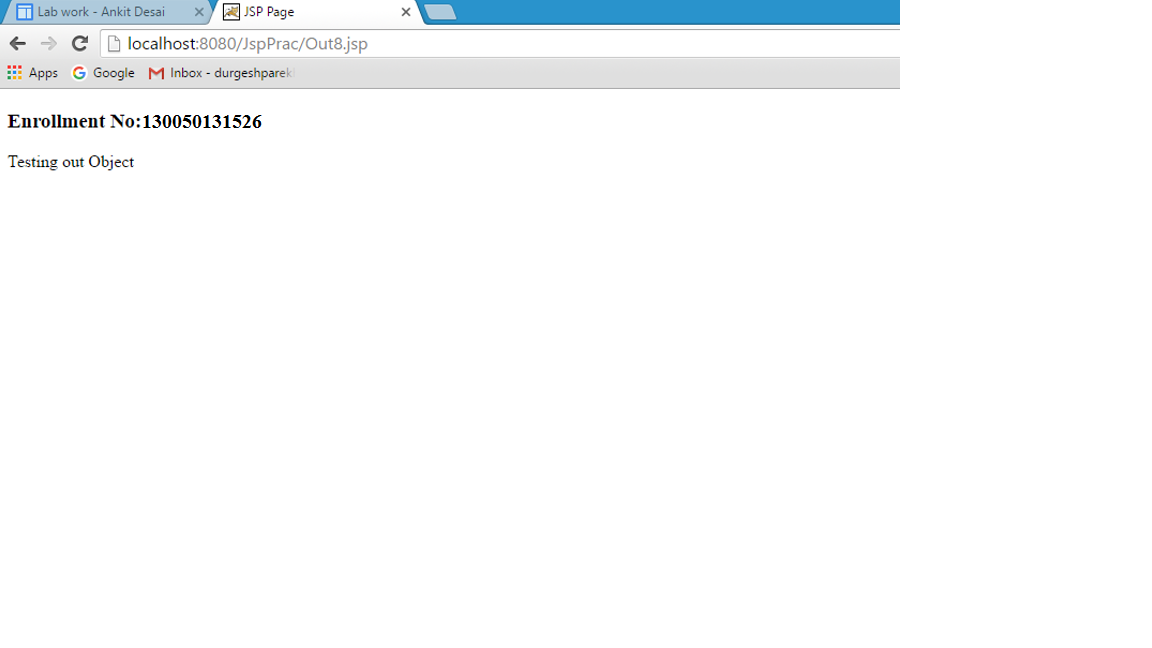 Lab work - Ankit Desai
JSP Page
localhost:8080/JspPrac/Out8.jsp
Apps Google Inbox - durgeshparek
Enrollment No:130050131526
Testing out Object